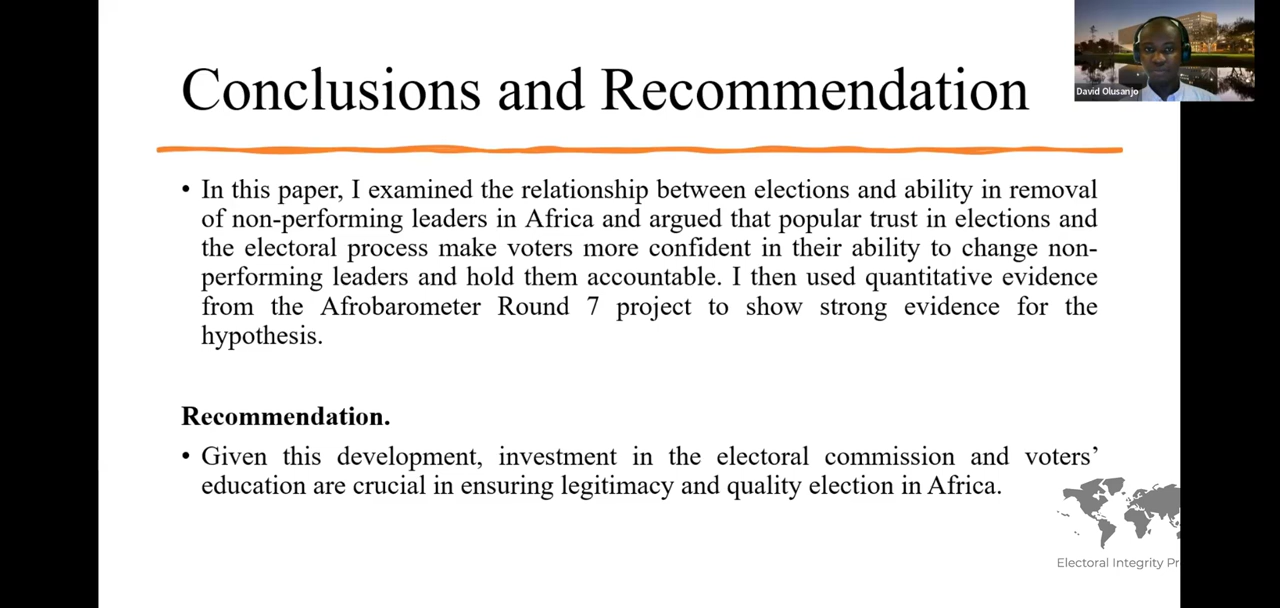 Conclusions and Recommendation
David Olusanjo
• In this paper, I examined the relationship between elections and ability in removal
of non-performing leaders in Africa and argued that popular trust in elections and
the electoral process make voters more confident in their ability to change non-
performing leaders and hold them accountable. I then used quantitative evidence
from the Afrobarometer Round 7 project to show strong evidence for the
hypothesis.
Recommendation.
• Given this development, investment in the electoral commission and voters’
education are crucial in ensuring legitimacy and quality election in Africa.
Electoral Integrity Pr